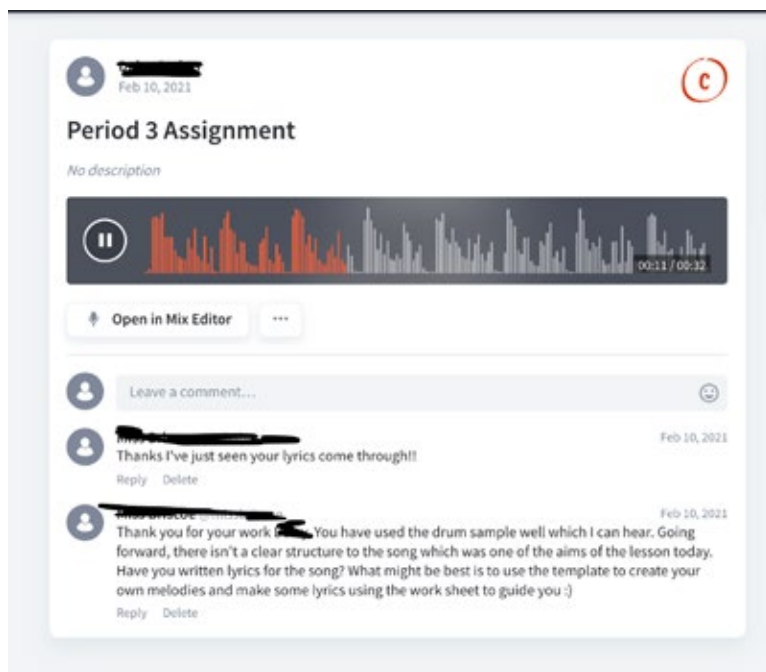 Feb 10, 2021
C
Period 3 Assignment
No description
00:11 / 00:32
Open in Mix Editor
Leave a comment...
Feb 10, 2021
Thanks I've just seen your lyrics come through!!
Reply Delete
Feb 10, 2021
Thank you for your work You have used the drum sample well which I can hear. Going
forward, there isn't a clear structure to the song which was one of the aims of the lesson today.
Have you written lyrics for the song? What might be best is to use the template to create your
own melodies and make some lyrics using the work sheet to guide you :)
Reply Delete